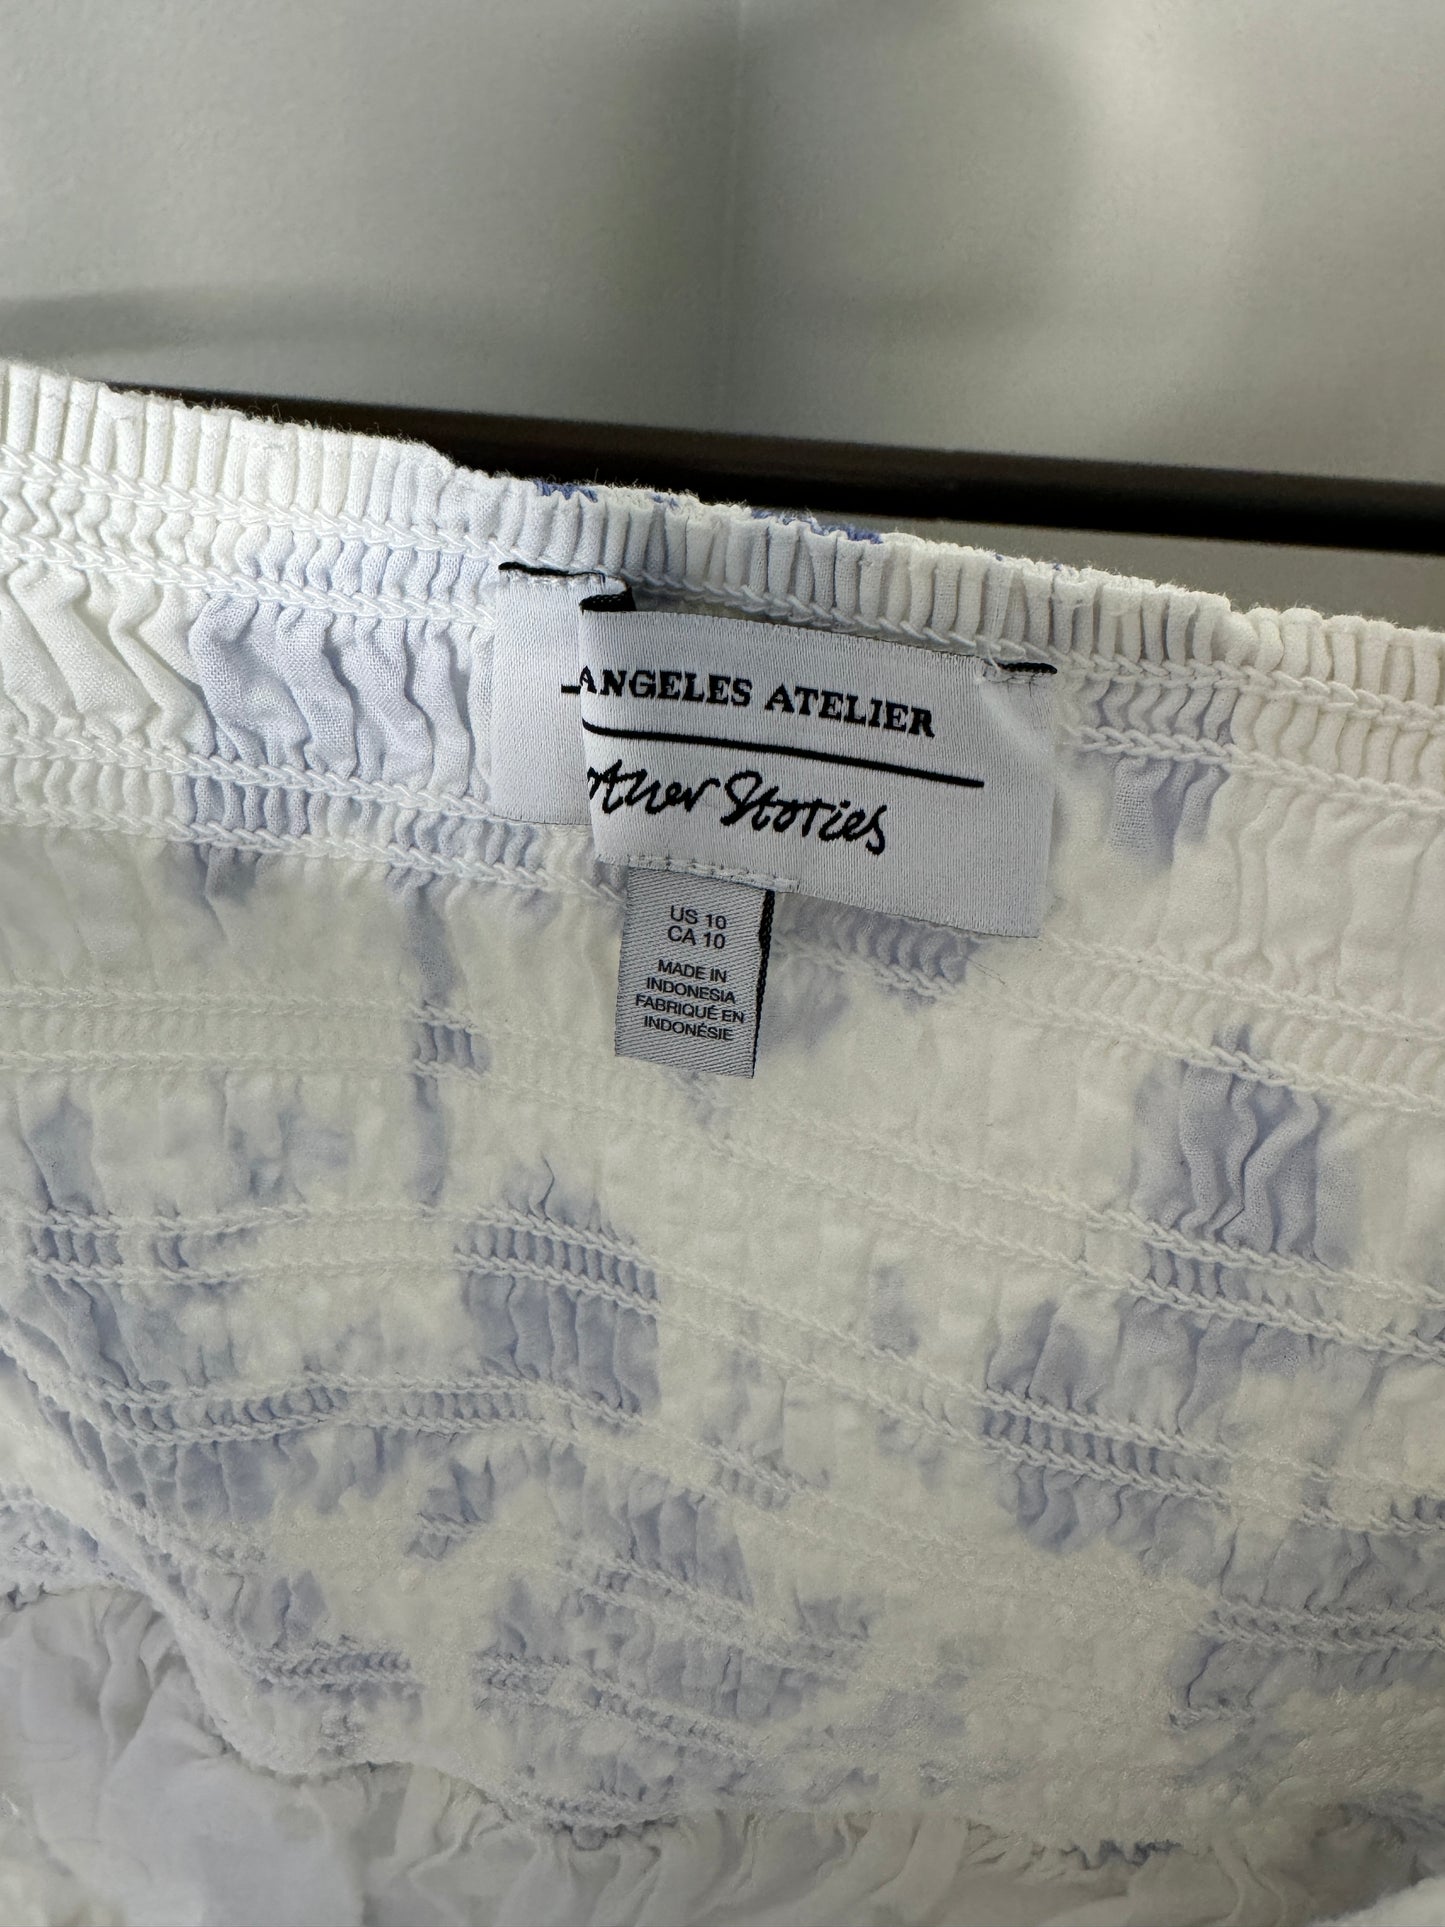 ANGELES ATELIER
other Stories
US 10
CA 10
MADE IN
INDONESIA
FABRIQUÉ EN
INDONÉSIE